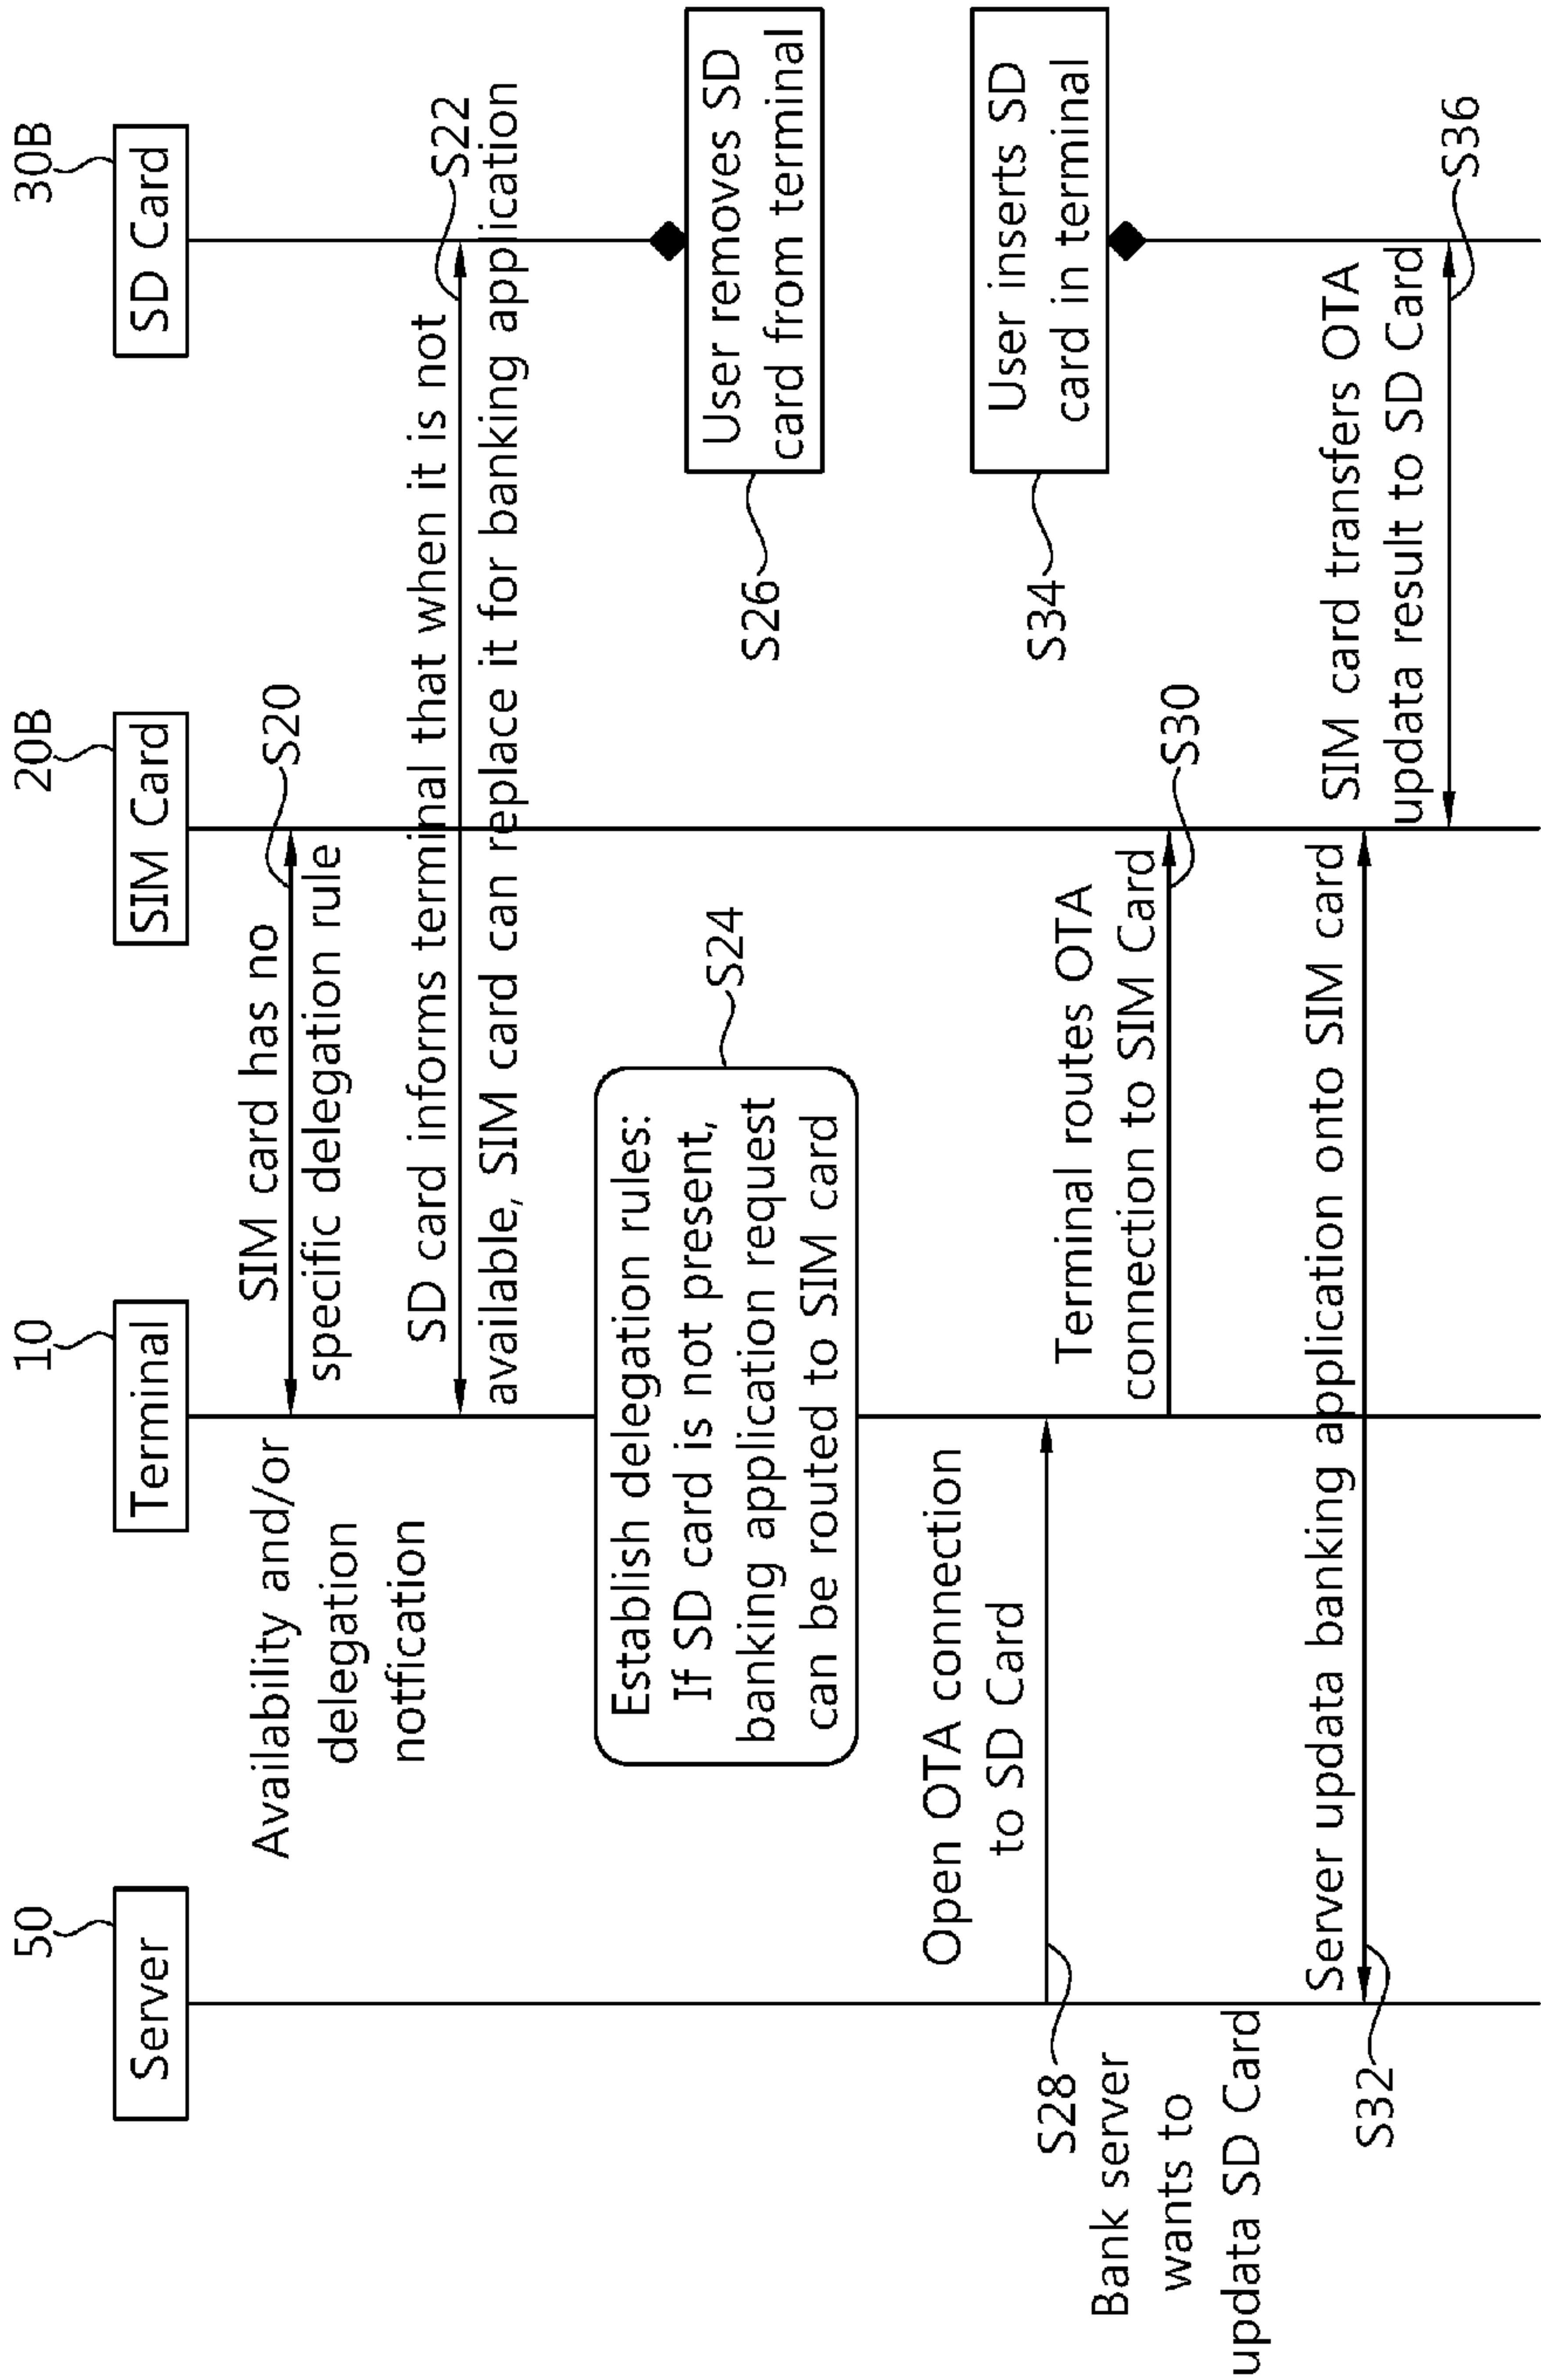 50
10
20B
30B
Server
Terminal
SIM Card
SD Card
Availability and/or
delegation
notfication
SIM card has no
specific delegation rule
S20
SD card informs terminal that when it is not
available, SIM card can replace it for banking application
S22
Establish delegation rules:
If SD card is not present,
banking application request
can be routed to SIM card
S24
User removes SD
card from terminal
S26
Open OTA connection
to SD Card
S28
Bank server
wants to
updata SD Card
User inserts SD
card in terminal
S34
Terminal routes OTA
connection to SIM Card
S30
Server updata banking application onto SIM card
S32
SIM card transfers OTA
updata result to SD Card
S36